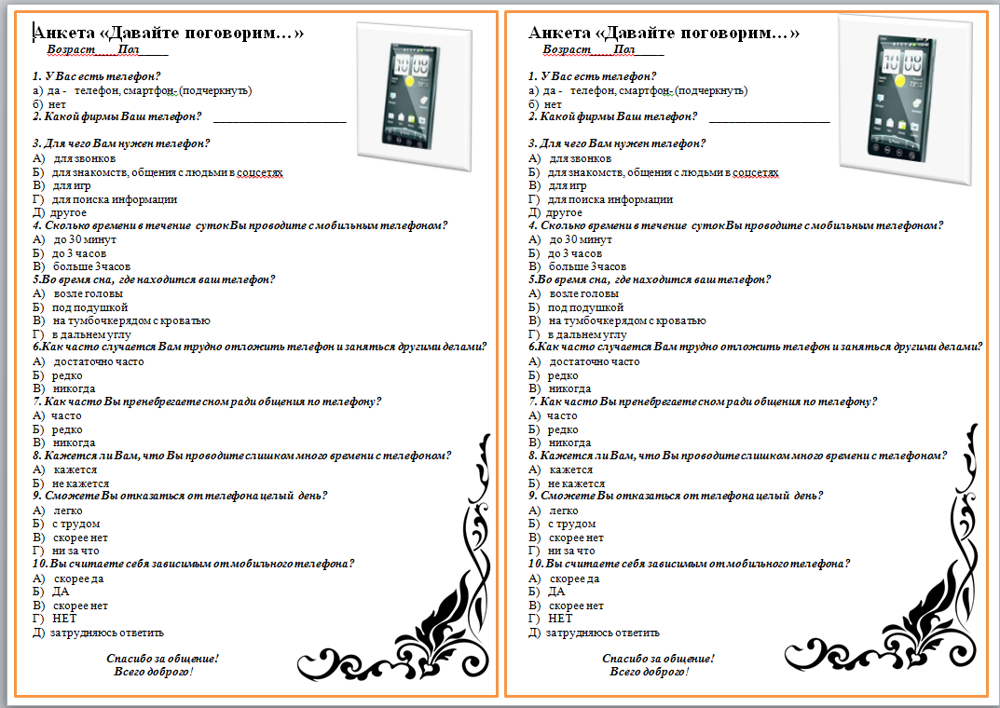 Анкета «Давайте поговорим…»
Возраст______Пол_____
1. У Вас есть телефон?
а) да - телефон, смартфон-(подчеркнуть)
б) нет
2. Какой фирмы Ваш телефон? ______________________
3. Для чего Вам нужен телефон?
А) для звонков
Б) для знакомств, общения с людьми в соцсетях
В) для игр
Г) для поиска информации
Д) другое
4. Сколько времени в течение суток Вы проводите с мобильным телефоном?
А) до 30 минут
Б) до 3 часов
В) больше 3часов
5.Во время сна, где находится ваш телефон?
А) возле головы
Б) под подушкой
В) на тумбочке рядом с кроватью
Г) в дальнем углу
6.Как часто случается Вам трудно отложить телефон и заняться другими делами?
А) достаточно часто
Б) редко
В) никогда
7. Как часто Вы пренебрегаете сном ради общения по телефону?
А) часто
Б) редко
В) никогда
8. Кажется ли Вам, что Вы проводите слишком много времени с телефоном?
А) кажется
Б) не кажется
9. Сможете Вы отказаться от телефона целый день?
А) легко
Б) с трудом
В) скорее нет
Г) ни за что
10. Вы считаете себя зависимым от мобильного телефона?
А) скорее да
Б) ДА
В) скорее нет
Г) НЕТ
Д) затрудняюсь ответить
Спасибо за общение!
Всего доброго!
10 08
Анкета «Давайте поговорим…»
Возраст______Пол_____
1. У Вас есть телефон?
а) да - телефон, смартфон-(подчеркнуть)
б) нет
2. Какой фирмы Ваш телефон? ____________________
3. Для чего Вам нужен телефон?
А) для звонков
Б) для знакомств, общения с людьми в соцсетях
В) для игр
Г) для поиска информации
Д) другое
4. Сколько времени в течение суток Вы проводите с мобильным телефоном?
А) до 30 минут
Б) до 3 часов
В) больше 3часов
5.Во время сна, где находится ваш телефон?
А) возле головы
Б) под подушкой
В) на тумбочке рядом с кроватью
Г) в дальнем углу
6.Как часто случается Вам трудно отложить телефон и заняться другими делами?
А) достаточно часто
Б) редко
В) никогда
7. Как часто Вы пренебрегаете сном ради общения по телефону?
А) часто
Б) редко
В) никогда
8. Кажется ли Вам, что Вы проводите слишком много времени с телефоном?
А) кажется
Б) не кажется
9. Сможете Вы отказаться от телефона целый день?
А) легко
Б) с трудом
В) скорее нет
Г) ни за что
10. Вы считаете себя зависимым от мобильного телефона?
А) скорее да
Б) ДА
В) скорее нет
Г) НЕТ
Д) затрудняюсь ответить
Спасибо за общение!
Всего доброго!
10 08